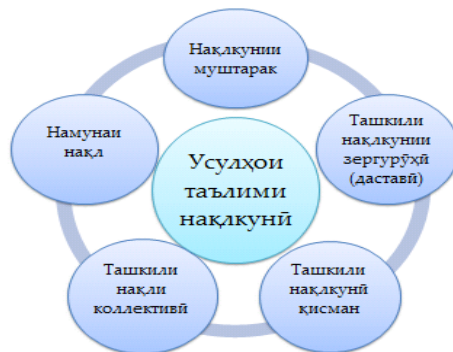 Нақлкунии
муштарак
Ташкили
нақлкунии
зергурӯҳӣ
(даставӣ)
Ташкили
нақлкунӣ
қисман
Ташкили
нақли
коллективӣ
Намунаи
нақл
Усулҳои
таълими
нақлкунӣ